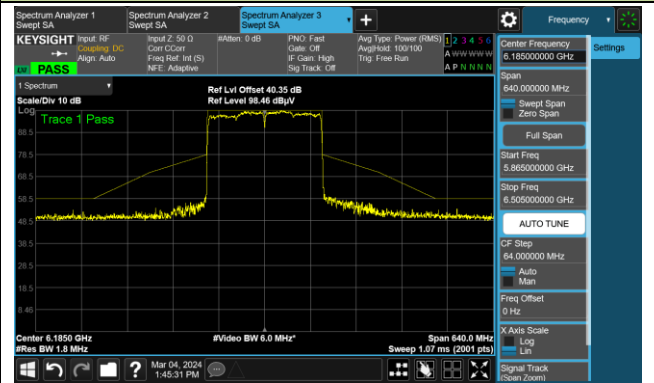 Spectrum Analyzer 1
Swept SA
Spectrum Analyzer 2
Swept SA
Spectrum Analyzer 3
Swept SA
Frequency
KEYSIGHT
Input: RF
Coupling: DC
Align: Auto
Input Z: 50 Ω
Corr CCorr
Freq Ref: Int (S)
NFE: Adaptive
#Atten: 0 dB
PNO: Fast
Gate: Off
IF Gain: High
Sig Track: Off
Avg Type: Power (RMS)
Avg|Hold: 100/100
Trig: Free Run
1 2 3 4 5 6
A W W W W W
A P N N N N
PASS
1 Spectrum
Scale/Div 10 dB
Ref Lvl Offset 40.35 dB
Ref Level 98.46 dBµV
Log
Trace 1 Pass
88.5
78.5
68.5
58.5
48.5
38.5
28.5
18.5
8.46
Center 6.1850 GHz
#Res BW 1.8 MHz
#Video BW 6.0 MHz*
Span 640.0 MHz
Sweep 1.07 ms (2001 pts)
Center Frequency
6.185000000 GHz
Settings
Span
640.000000 MHz
Swept Span
Zero Span
Full Span
Start Freq
5.865000000 GHz
Stop Freq
6.505000000 GHz
AUTO TUNE
CF Step
64.000000 MHz
Auto
Man
Freq Offset
0 Hz
X Axis Scale
Log
Lin
Signal Track
(Span Zoom)
Mar 04, 2024
1:45:31 PM